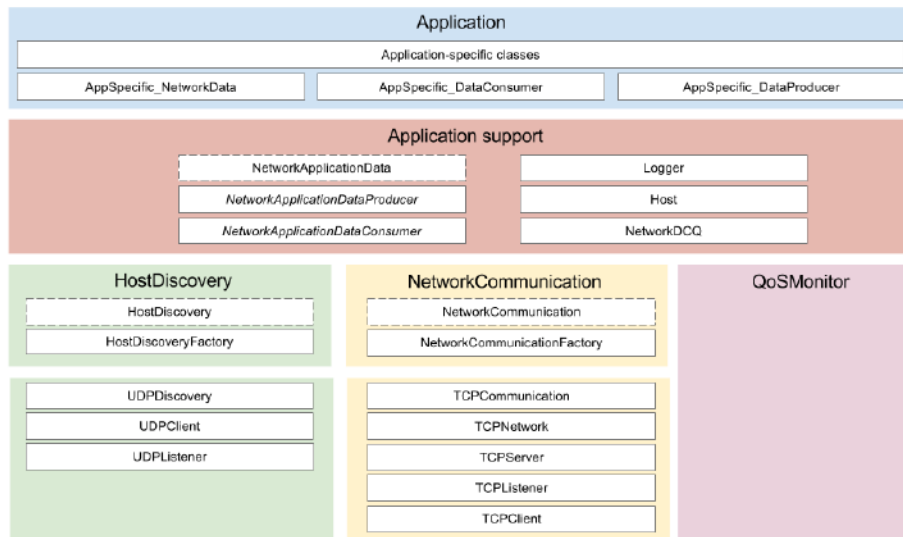 Application
Application-specific classes
AppSpecific_NetworkData AppSpecific_DataConsumer AppSpecific_DataProducer
Application support
NetworkApplicationData Logger
NetworkApplicationDataProducer Host
NetworkApplicationDataConsumer NetworkDCQ
HostDiscovery NetworkCommunication QoSMonitor
HostDiscovery NetworkCommunication
HostDiscoveryFactory NetworkCommunicationFactory
UDPDiscovery TCPCommunication
UDPClient TCPNetwork
UDPListener TCPServer
TCPListener
TCPClient